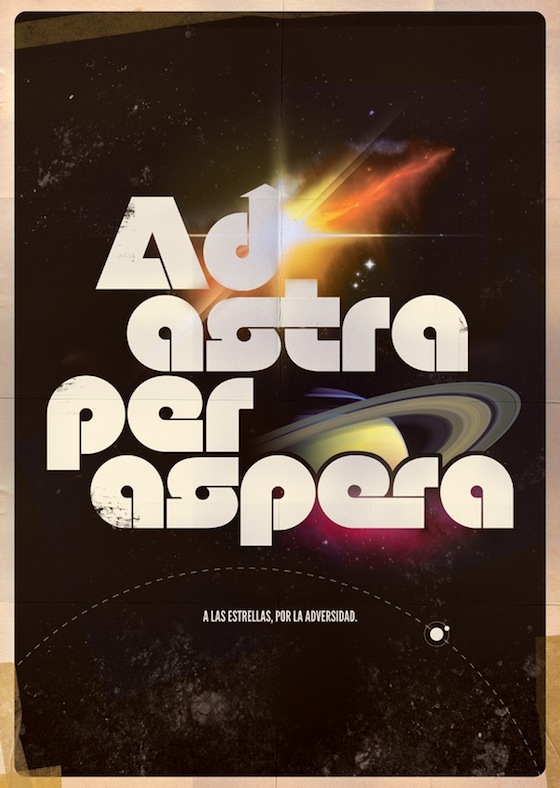 Ad
astra
per
aspera
A LAS ESTRELLAS, POR LA ADVERSIDAD.